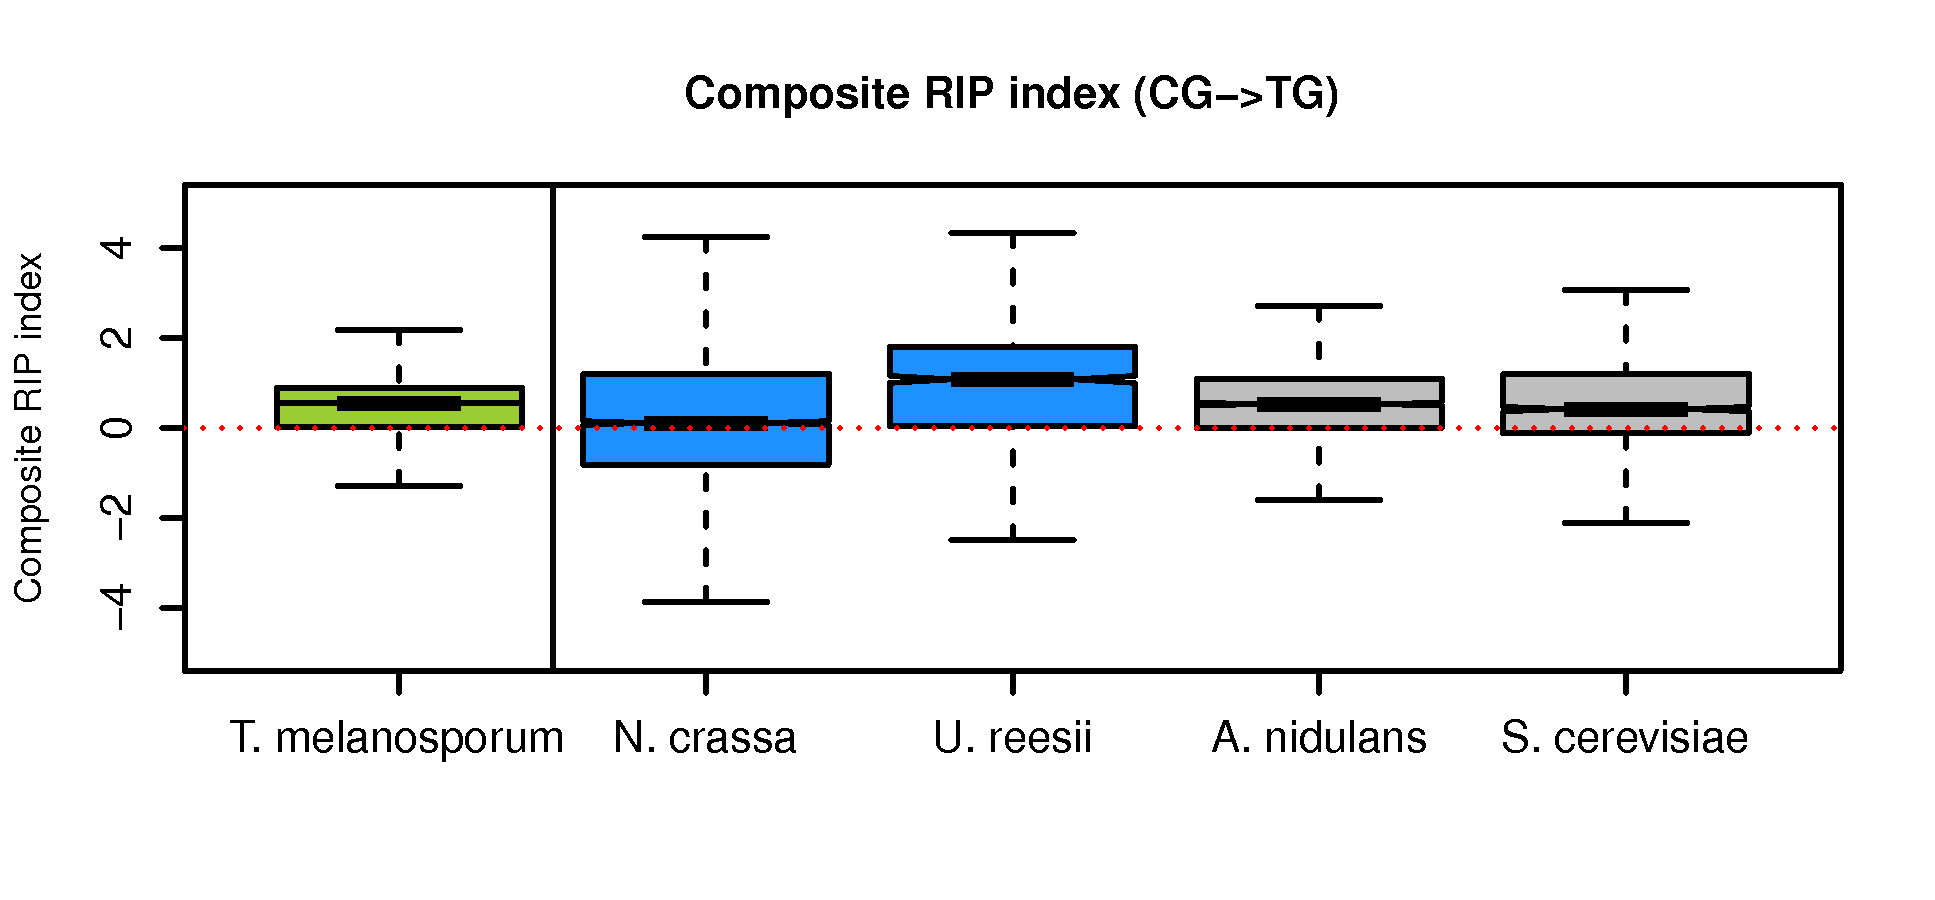 Composite RIP index (CG−>TG)
Composite RIP index
4
2
0
−2
−4
T. melanosporum
N. crassa
U. reesii
A. nidulans
S. cerevisiae